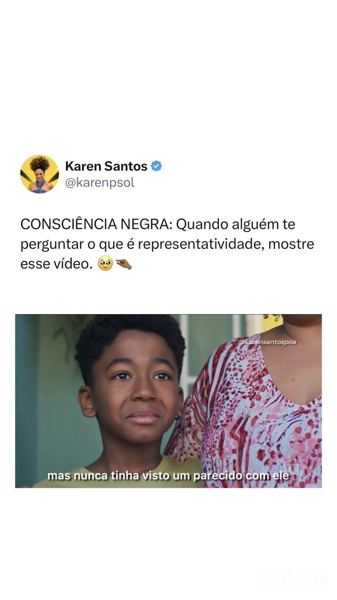 Karen Santos
@karenpsol
CONSCIÊNCIA NEGRA: Quando alguém te
perguntar o que é representatividade, mostre
esse vídeo. 🥹✍🏾
@karensantospoa
mas nunca tinha visto um parecido com ele